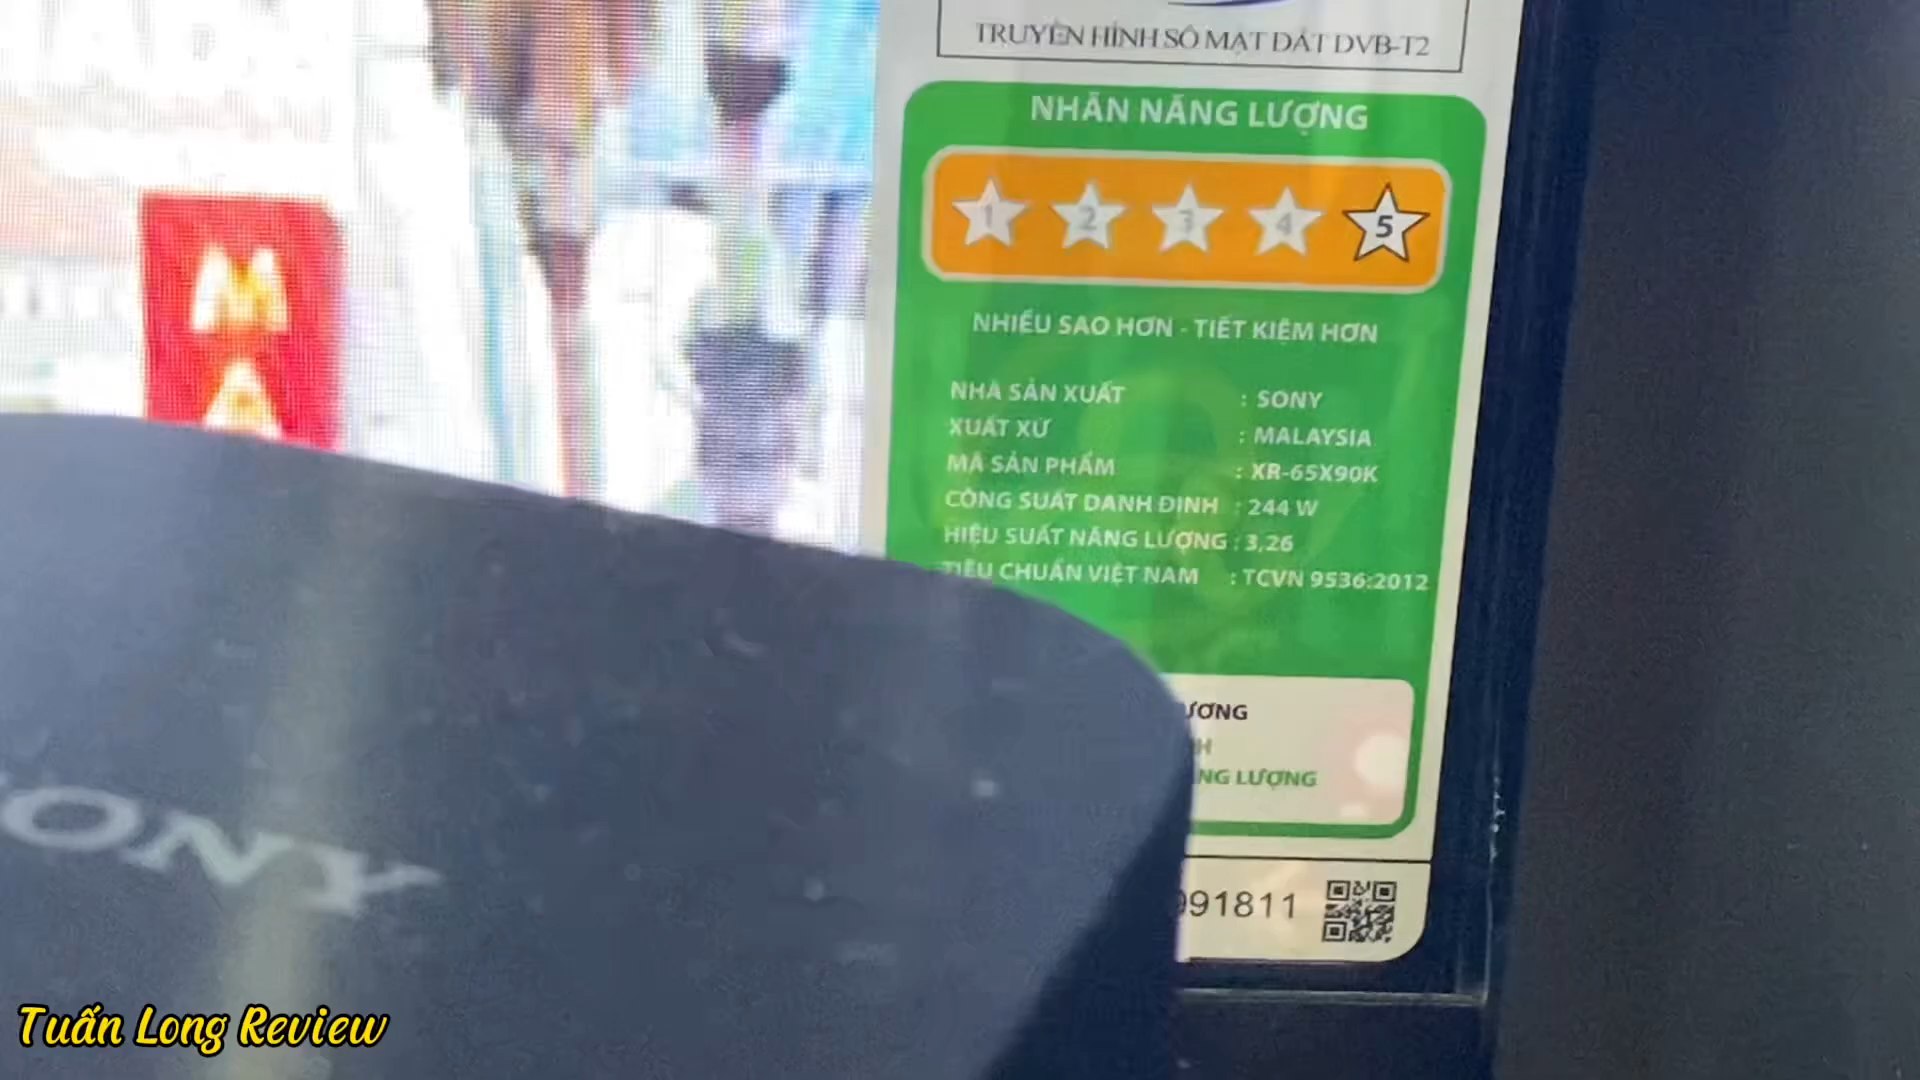 TRUYỀN HÌNH SỐ MẶT ĐẤT DVB-T2
NHÃN NĂNG LƯỢNG
1 2 3 4 5
NHIỀU SAO HƠN - TIẾT KIỆM HƠN
NHÀ SẢN XUẤT : SONY
XUẤT XỨ : MALAYSIA
MÃ SẢN PHẨM : XR-65X90K
CÔNG SUẤT DANH ĐỊNH : 244 W
HIỆU SUẤT NĂNG LƯỢNG : 3,26
TIÊU CHUẨN VIỆT NAM : TCVN 9536:2012
ƯƠNG
H
NG LƯỢNG
991811
ONY
Tuấn Long Review